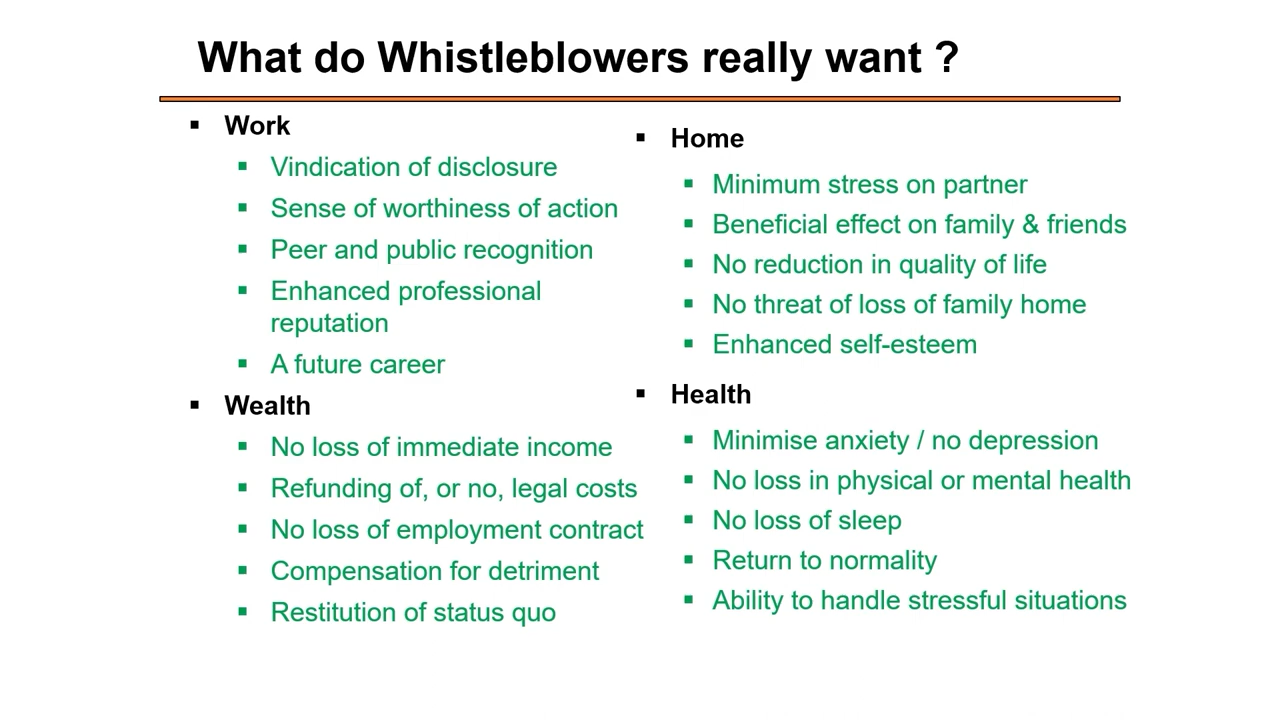 What do Whistleblowers really want ?
Work
Vindication of disclosure
Sense of worthiness of action
Peer and public recognition
Enhanced professional
reputation
A future career
Wealth
No loss of immediate income
Refunding of, or no, legal costs
No loss of employment contract
Compensation for detriment
Restitution of status quo
Home
Minimum stress on partner
Beneficial effect on family & friends
No reduction in quality of life
No threat of loss of family home
Enhanced self-esteem
Health
Minimise anxiety / no depression
No loss in physical or mental health
No loss of sleep
Return to normality
Ability to handle stressful situations